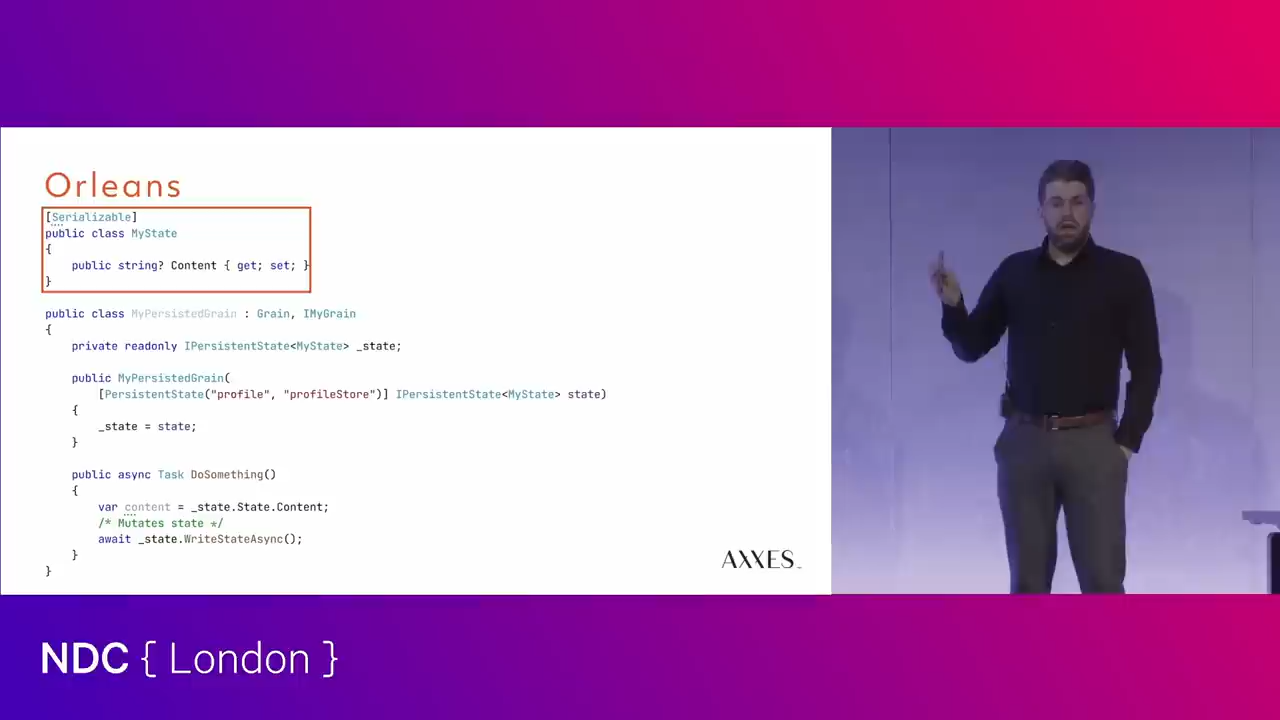 Orleans
[Serializable]
public class MyState
{
    public string? Content { get; set; }
}
public class MyPersistedGrain : Grain, IMyGrain
{
    private readonly IPersistentState<MyState> _state;
    public MyPersistedGrain(
        [PersistentState("profile", "profileStore")] IPersistentState<MyState> state)
    {
        _state = state;
    }
    public async Task DoSomething()
    {
        var content = _state.State.Content;
        /* Mutates state */
        await _state.WriteStateAsync();
    }
}
AXXES
NDC { London }